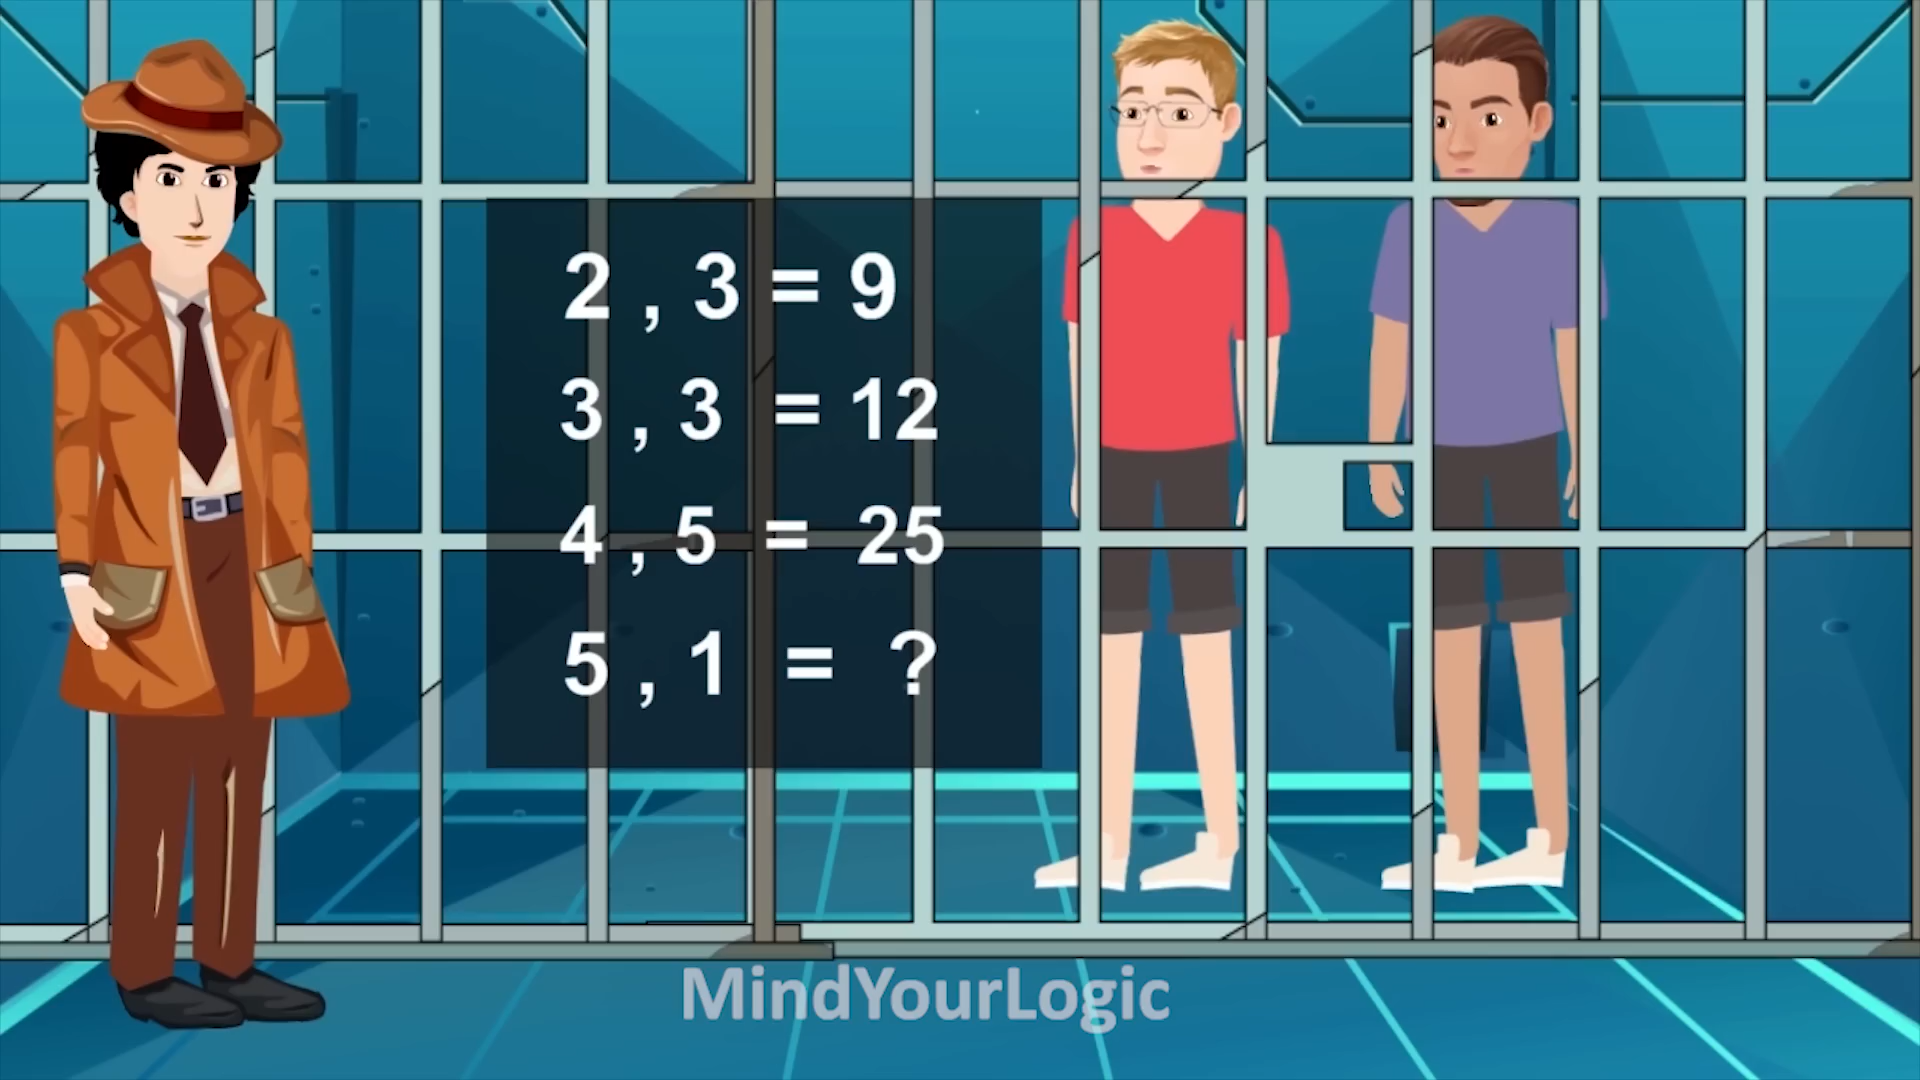 2 , 3 = 9
3 , 3 = 12
4 , 5 = 25
5 , 1 = ?
MindYourLogic